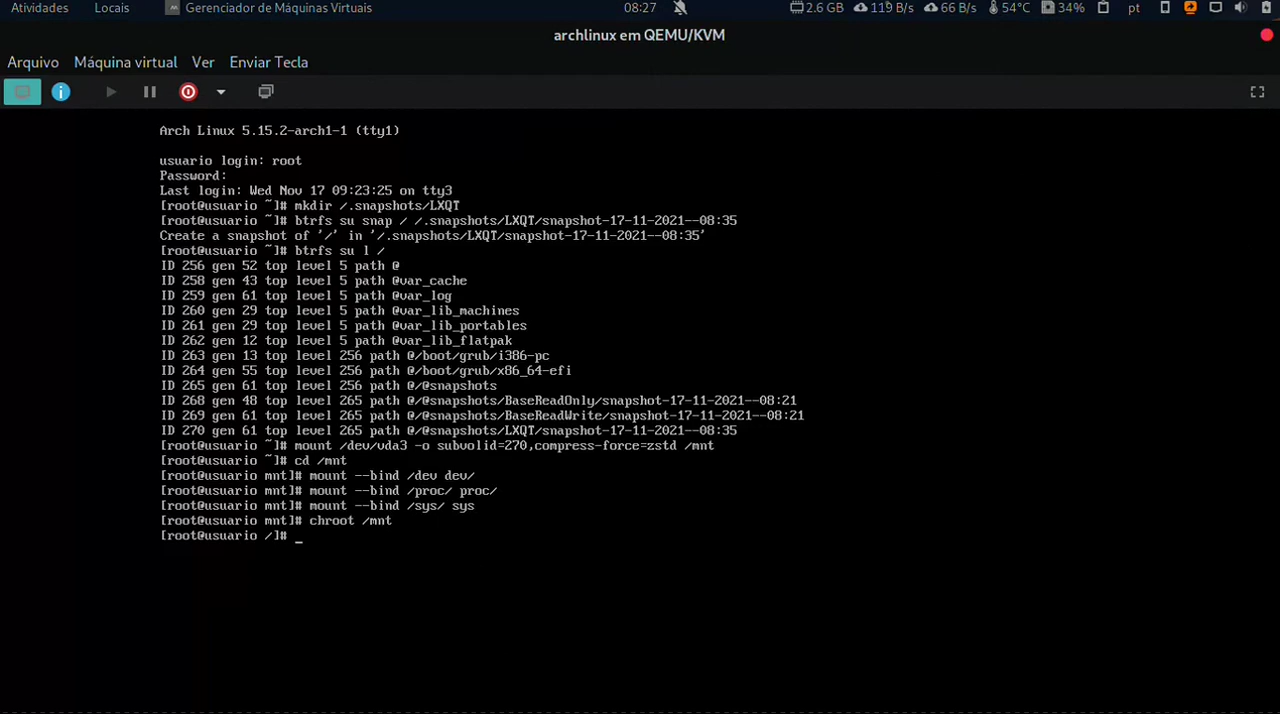 Atividades Locais Gerenciador de Máquinas Virtuais 08:27 2.6 GB 119 B/s 66 B/s 54°C 34% pt
archlinux em QEMU/KVM
Arquivo Máquina virtual Ver Enviar Tecla
Arch Linux 5.15.2-arch1-1 (tty1)
usuario login: root
Password:
Last login: Wed Nov 17 09:23:25 on tty3
[root@usuario ~]# mkdir /.snapshots/LXQT
[root@usuario ~]# btrfs su snap / /.snapshots/LXQT/snapshot-17-11-2021--08:35
Create a snapshot of '/' in '/.snapshots/LXQT/snapshot-17-11-2021--08:35'
[root@usuario ~]# btrfs su l /
ID 256 gen 52 top level 5 path @
ID 258 gen 43 top level 5 path @var_cache
ID 259 gen 61 top level 5 path @var_log
ID 260 gen 29 top level 5 path @var_lib_machines
ID 261 gen 29 top level 5 path @var_lib_portables
ID 262 gen 12 top level 5 path @var_lib_flatpak
ID 263 gen 13 top level 256 path @/boot/grub/i386-pc
ID 264 gen 55 top level 256 path @/boot/grub/x86_64-efi
ID 265 gen 61 top level 256 path @/@snapshots
ID 268 gen 48 top level 265 path @/@snapshots/BaseReadOnly/snapshot-17-11-2021--08:21
ID 269 gen 61 top level 265 path @/@snapshots/BaseReadWrite/snapshot-17-11-2021--08:21
ID 270 gen 61 top level 265 path @/@snapshots/LXQT/snapshot-17-11-2021--08:35
[root@usuario ~]# mount /dev/vda3 -o subvolid=270,compress-force=zstd /mnt
[root@usuario ~]# cd /mnt
[root@usuario mnt]# mount --bind /dev dev/
[root@usuario mnt]# mount --bind /proc/ proc/
[root@usuario mnt]# mount --bind /sys/ sys
[root@usuario mnt]# chroot /mnt
[root@usuario /]# _